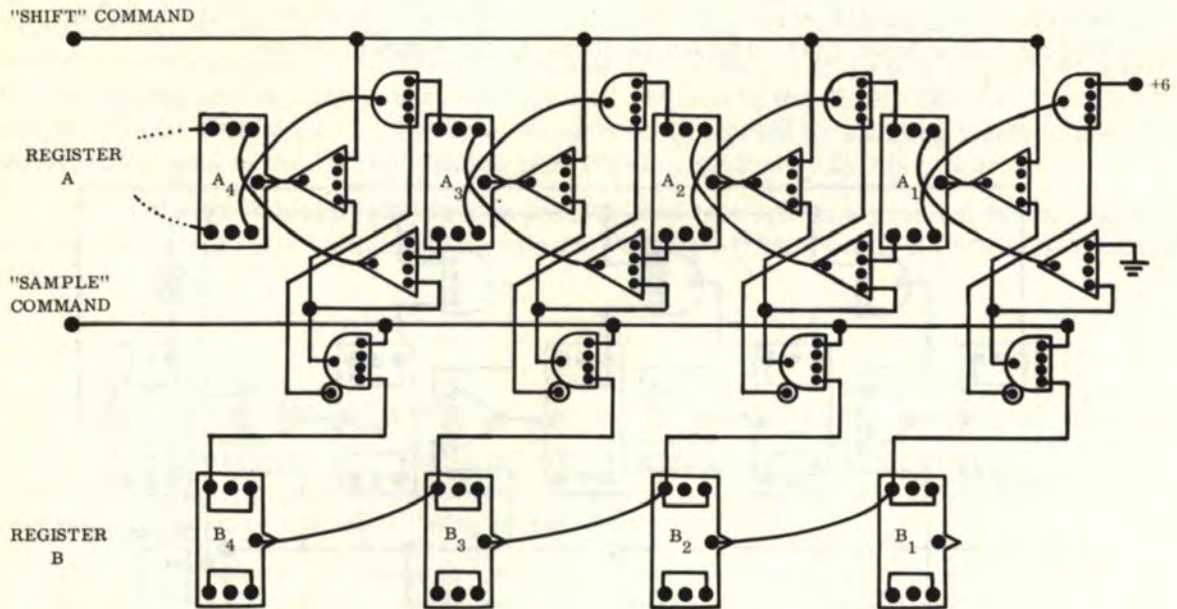 "SHIFT" COMMAND
+6
REGISTER
A
A4 A3 A2 A1
"SAMPLE"
COMMAND
REGISTER
B
B4 B3 B2 B1